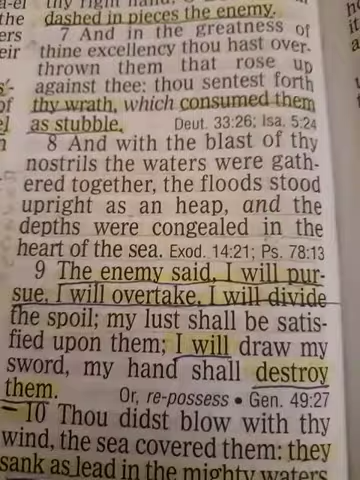 thy right hand,
dashed in pieces the enemy.
7 And in the greatness of
thine excellency thou hast over-
thrown them that rose up
against thee: thou sentest forth
thy wrath, which consumed them
as stubble. Deut. 33:26; Isa. 5:24
8 And with the blast of thy
nostrils the waters were gath-
ered together, the floods stood
upright as an heap, and the
depths were congealed in the
heart of the sea. Exod. 14:21; Ps. 78:13
9 The enemy said, I will pur-
sue, I will overtake, I will divide
the spoil; my lust shall be satis-
fied upon them; I will draw my
sword, my hand shall destroy
them. Or, re-possess • Gen. 49:27
10 Thou didst blow with thy
wind, the sea covered them: they
sank as lead in the mighty waters